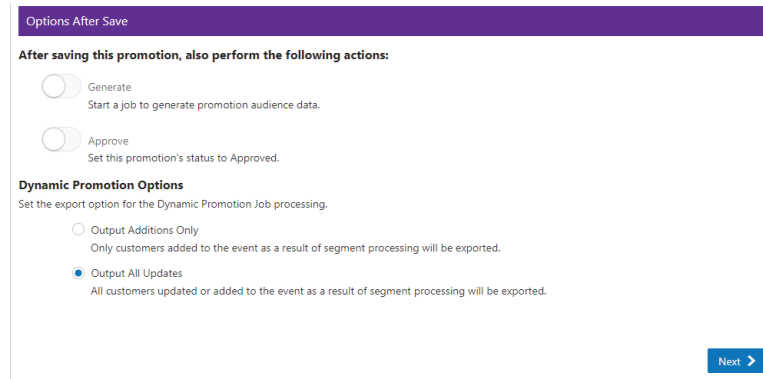 Options After Save
After saving this promotion, also perform the following actions:
Generate
Start a job to generate promotion audience data.
Approve
Set this promotion's status to Approved.
Dynamic Promotion Options
Set the export option for the Dynamic Promotion Job processing.
Output Additions Only
Only customers added to the event as a result of segment processing will be exported.
Output All Updates
All customers updated or added to the event as a result of segment processing will be exported.
Next